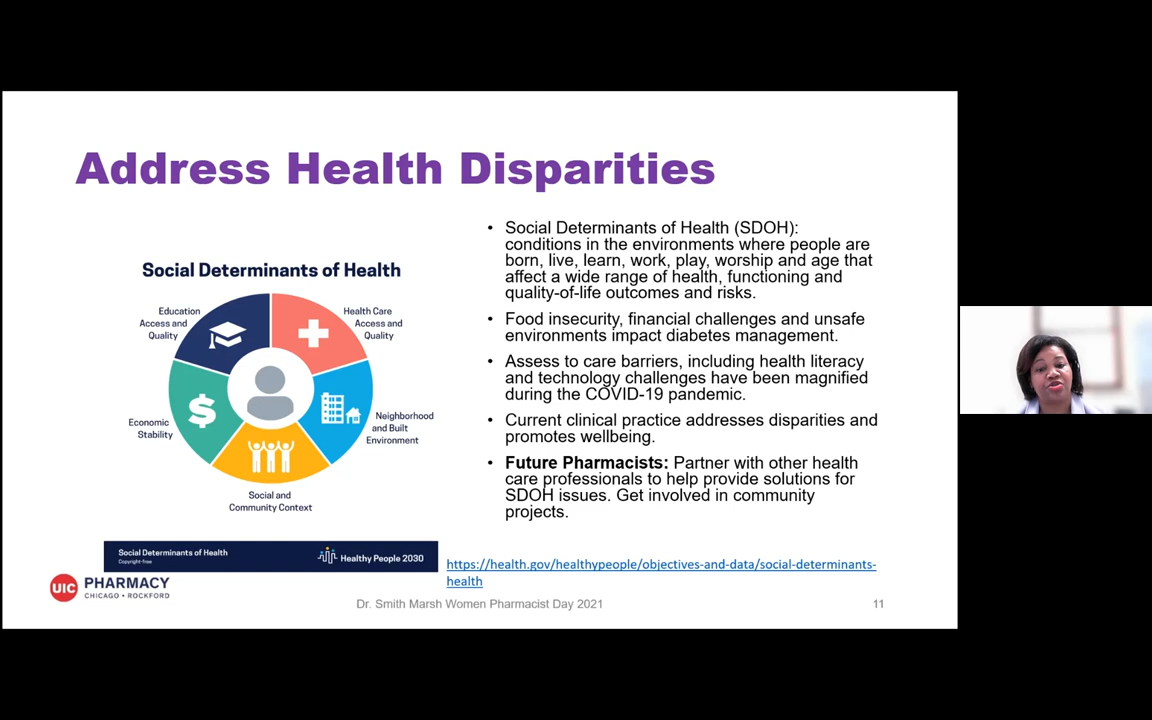 Address Health Disparities
Social Determinants of Health
Education
Access and
Quality
Health Care
Access and
Quality
Economic
Stability
Neighborhood
and Built
Environment
Social and
Community Context
Social Determinants of Health
Copyright-free
Healthy People 2030
• Social Determinants of Health (SDOH):
conditions in the environments where people are
born, live, learn, work, play, worship and age that
affect a wide range of health, functioning and
quality-of-life outcomes and risks.
• Food insecurity, financial challenges and unsafe
environments impact diabetes management.
• Assess to care barriers, including health literacy
and technology challenges have been magnified
during the COVID-19 pandemic.
• Current clinical practice addresses disparities and
promotes wellbeing.
• Future Pharmacists: Partner with other health
care professionals to help provide solutions for
SDOH issues. Get involved in community
projects.
https://health.gov/healthypeople/objectives-and-data/social-determinants-
health
UIC PHARMACY
CHICAGO • ROCKFORD
Dr. Smith Marsh Women Pharmacist Day 2021
11